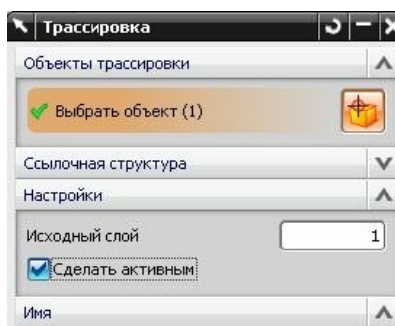 Трассировка
Объекты трассировки
Выбрать объект (1)
Ссылочная структура
Настройки
Исходный слой 1
Сделать активным
Имя